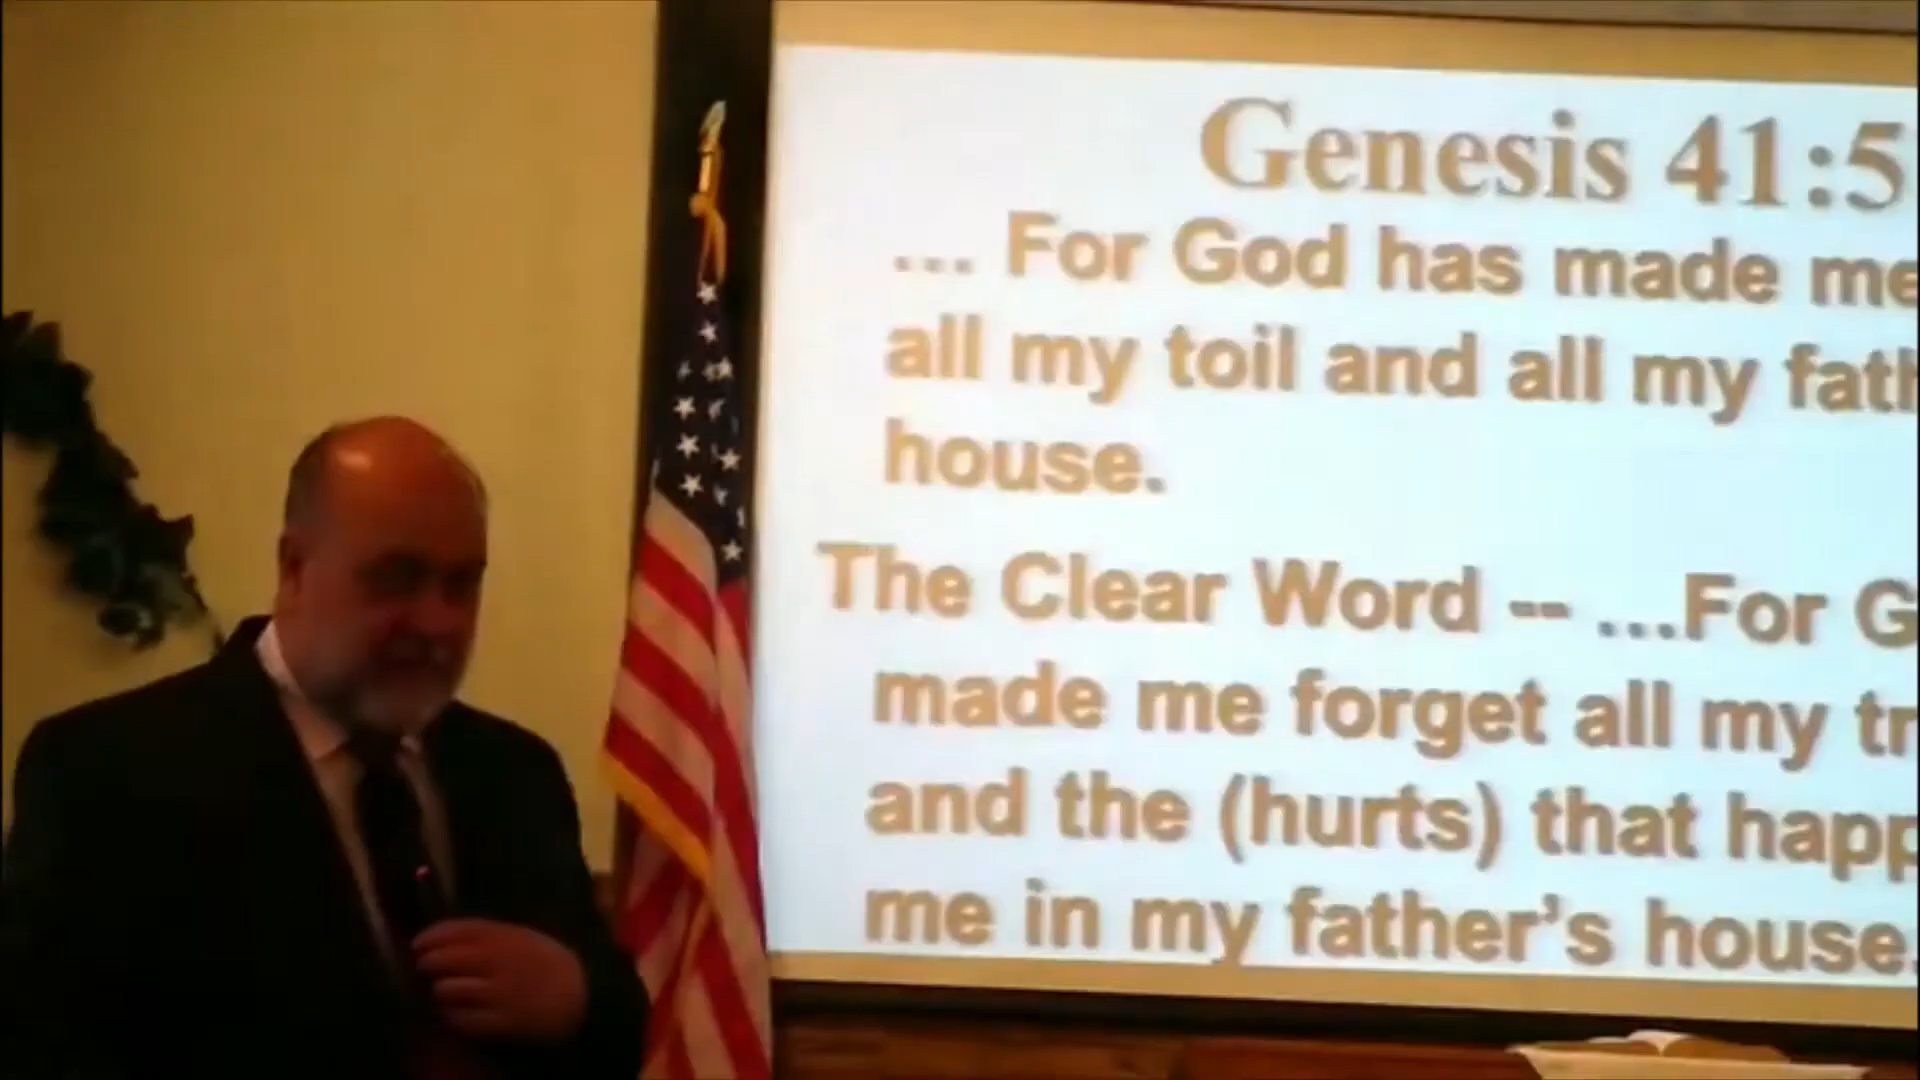 Genesis 41:5
... For God has made me
all my toil and all my fath
house.
The Clear Word -- ...For G
made me forget all my tr
and the (hurts) that happ
me in my father's house.